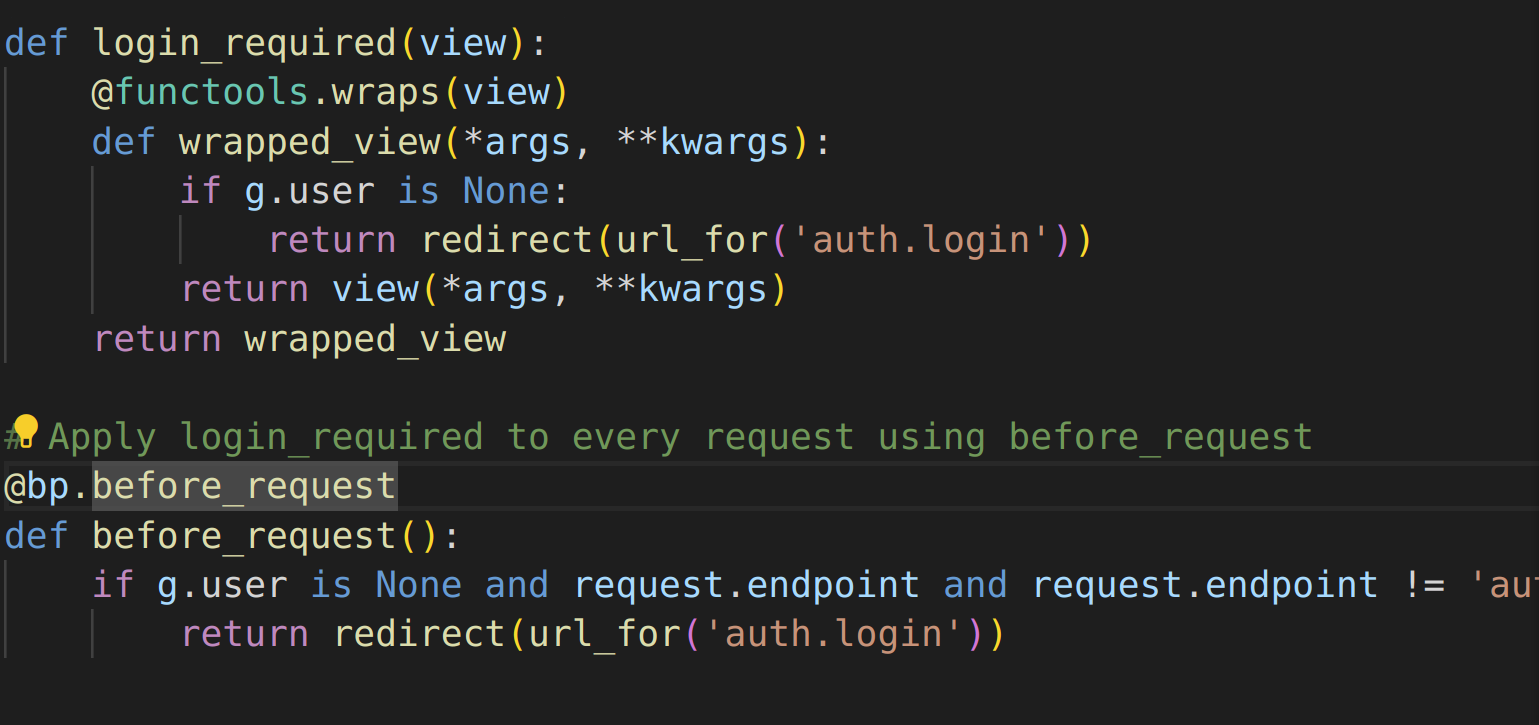 def login_required(view):
    @functools.wraps(view)
    def wrapped_view(*args, **kwargs):
        if g.user is None:
            return redirect(url_for('auth.login'))
        return view(*args, **kwargs)
    return wrapped_view
# Apply login_required to every request using before_request
@bp.before_request
def before_request():
    if g.user is None and request.endpoint and request.endpoint != 'au
        return redirect(url_for('auth.login'))